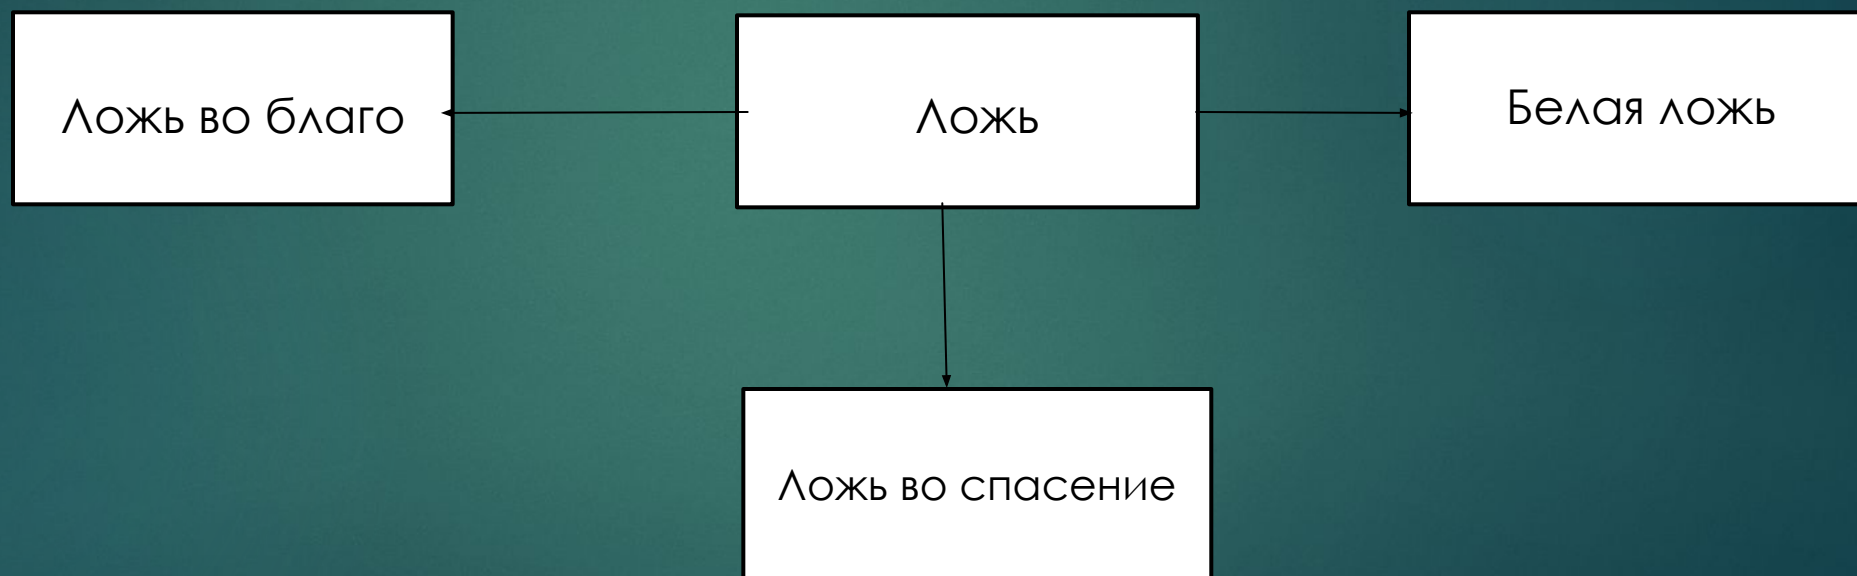 Ложь во благо
Ложь
Белая ложь
Ложь во спасение